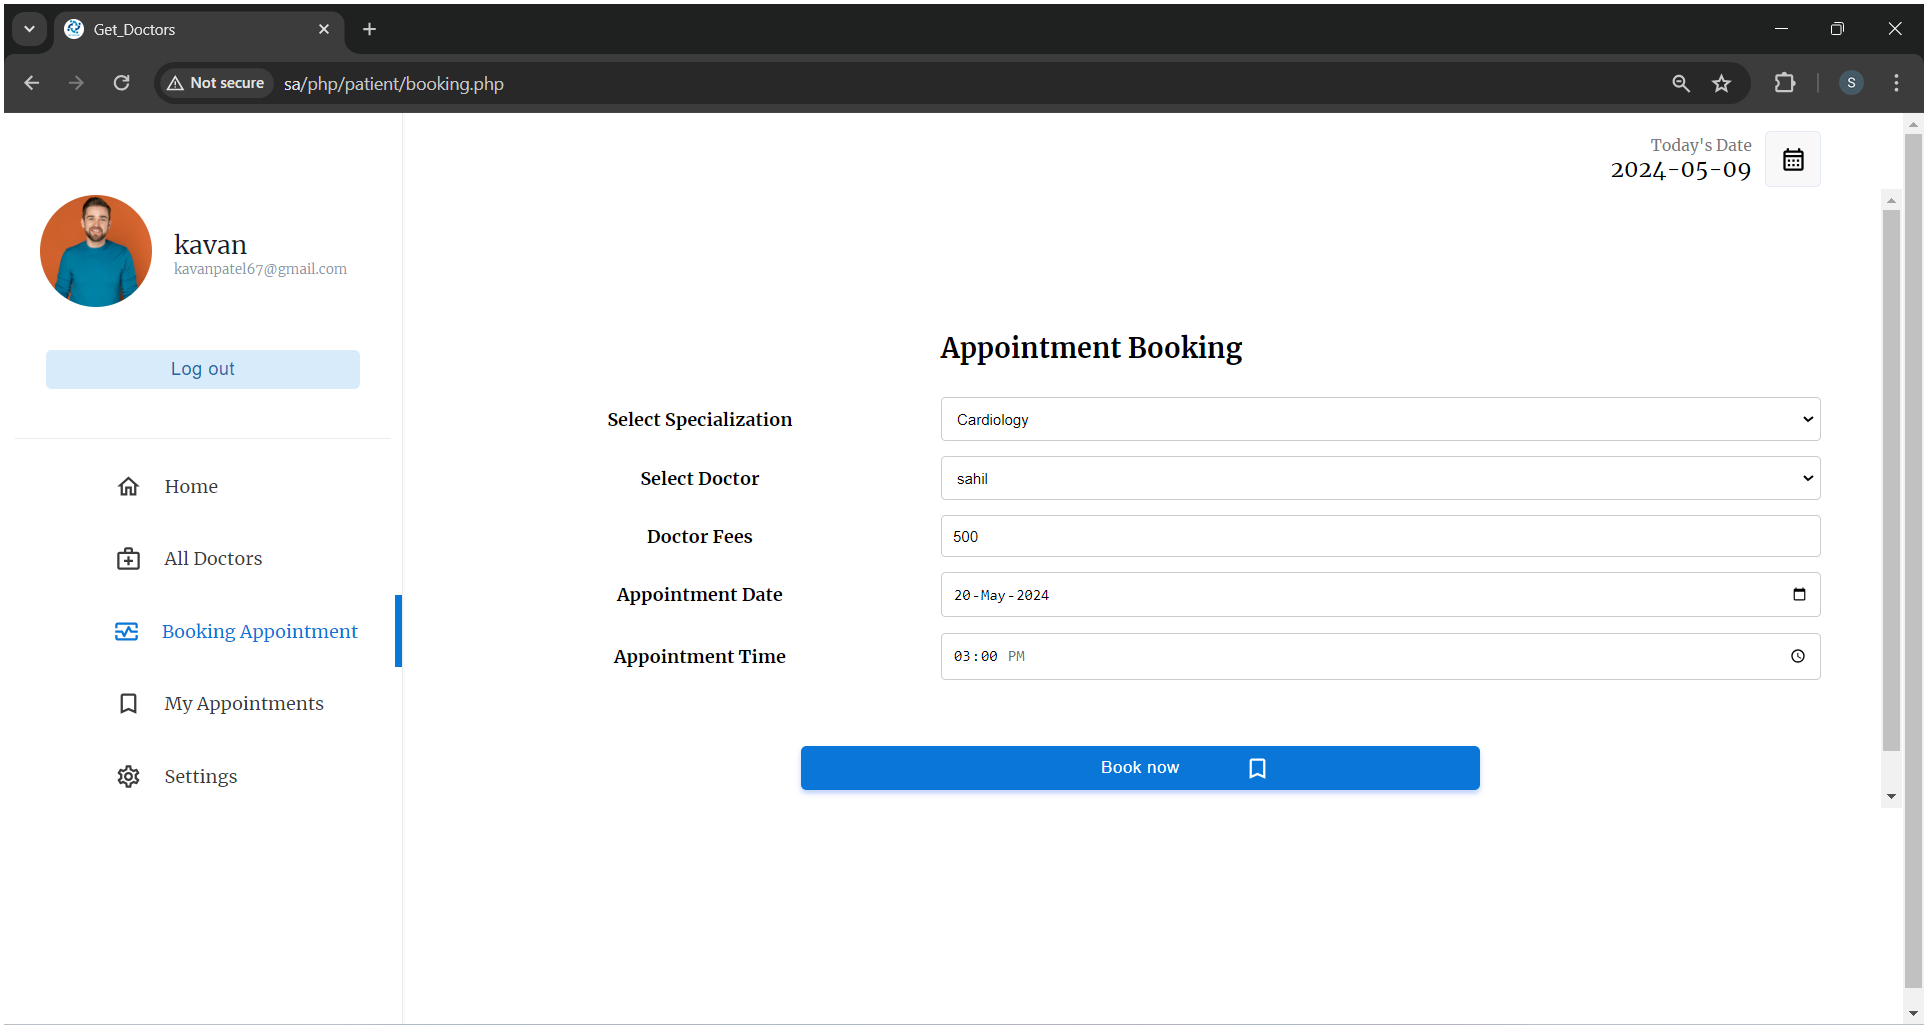 Get_Doctors
Not secure
sa/php/patient/booking.php
S
Today's Date
2024-05-09
kavan
kavanpatel67@gmail.com
Log out
Home
All Doctors
Booking Appointment
My Appointments
Settings
Appointment Booking
Select Specialization
Cardiology
Select Doctor
sahil
Doctor Fees
500
Appointment Date
20-May-2024
Appointment Time
03:00 PM
Book now